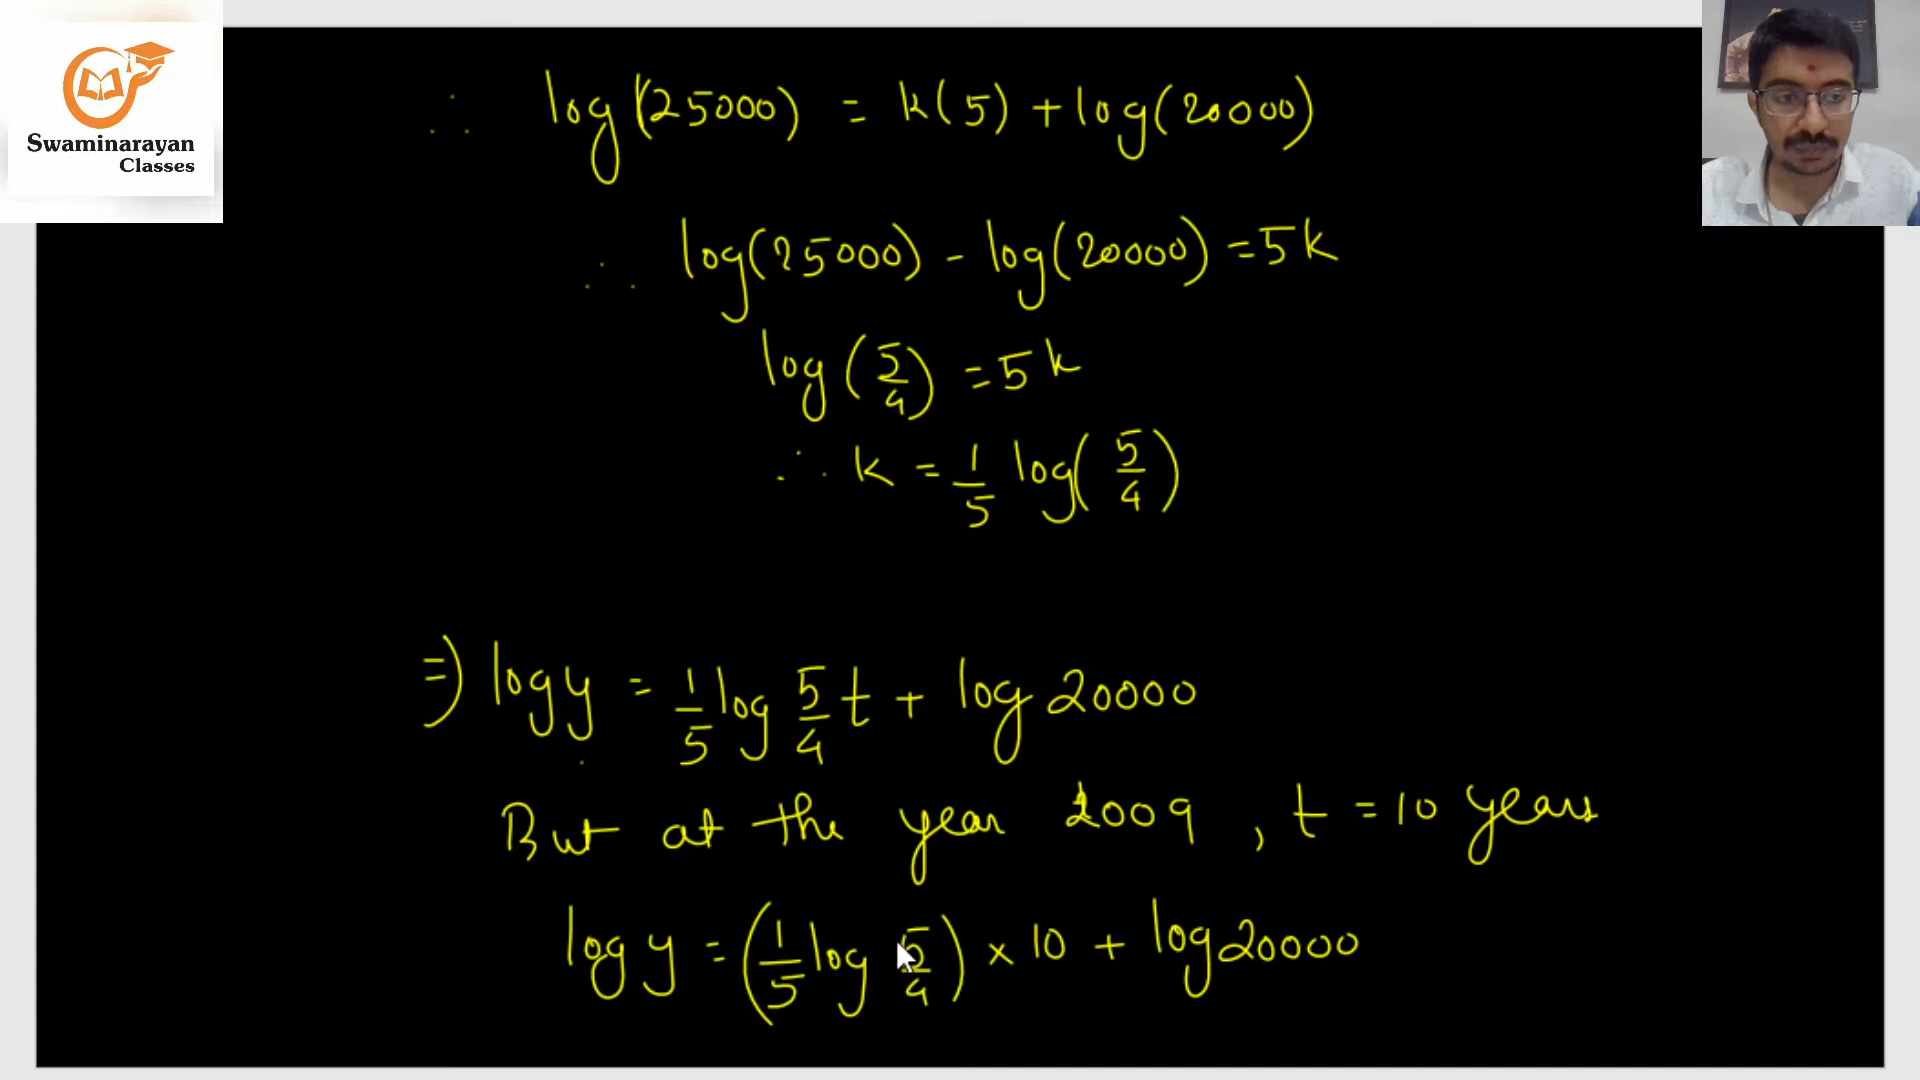 Swaminarayan
Classes
∴ log(25000) = k(5) + log(20000)
∴ log(25000) - log(20000) = 5k
log(5/4) = 5k
∴ k = 1/5 log(5/4)
⇒ log y = 1/5 log 5/4 t + log 20000
But at the year 2009, t = 10 years
log y = (1/5 log 5/4) × 10 + log 20000